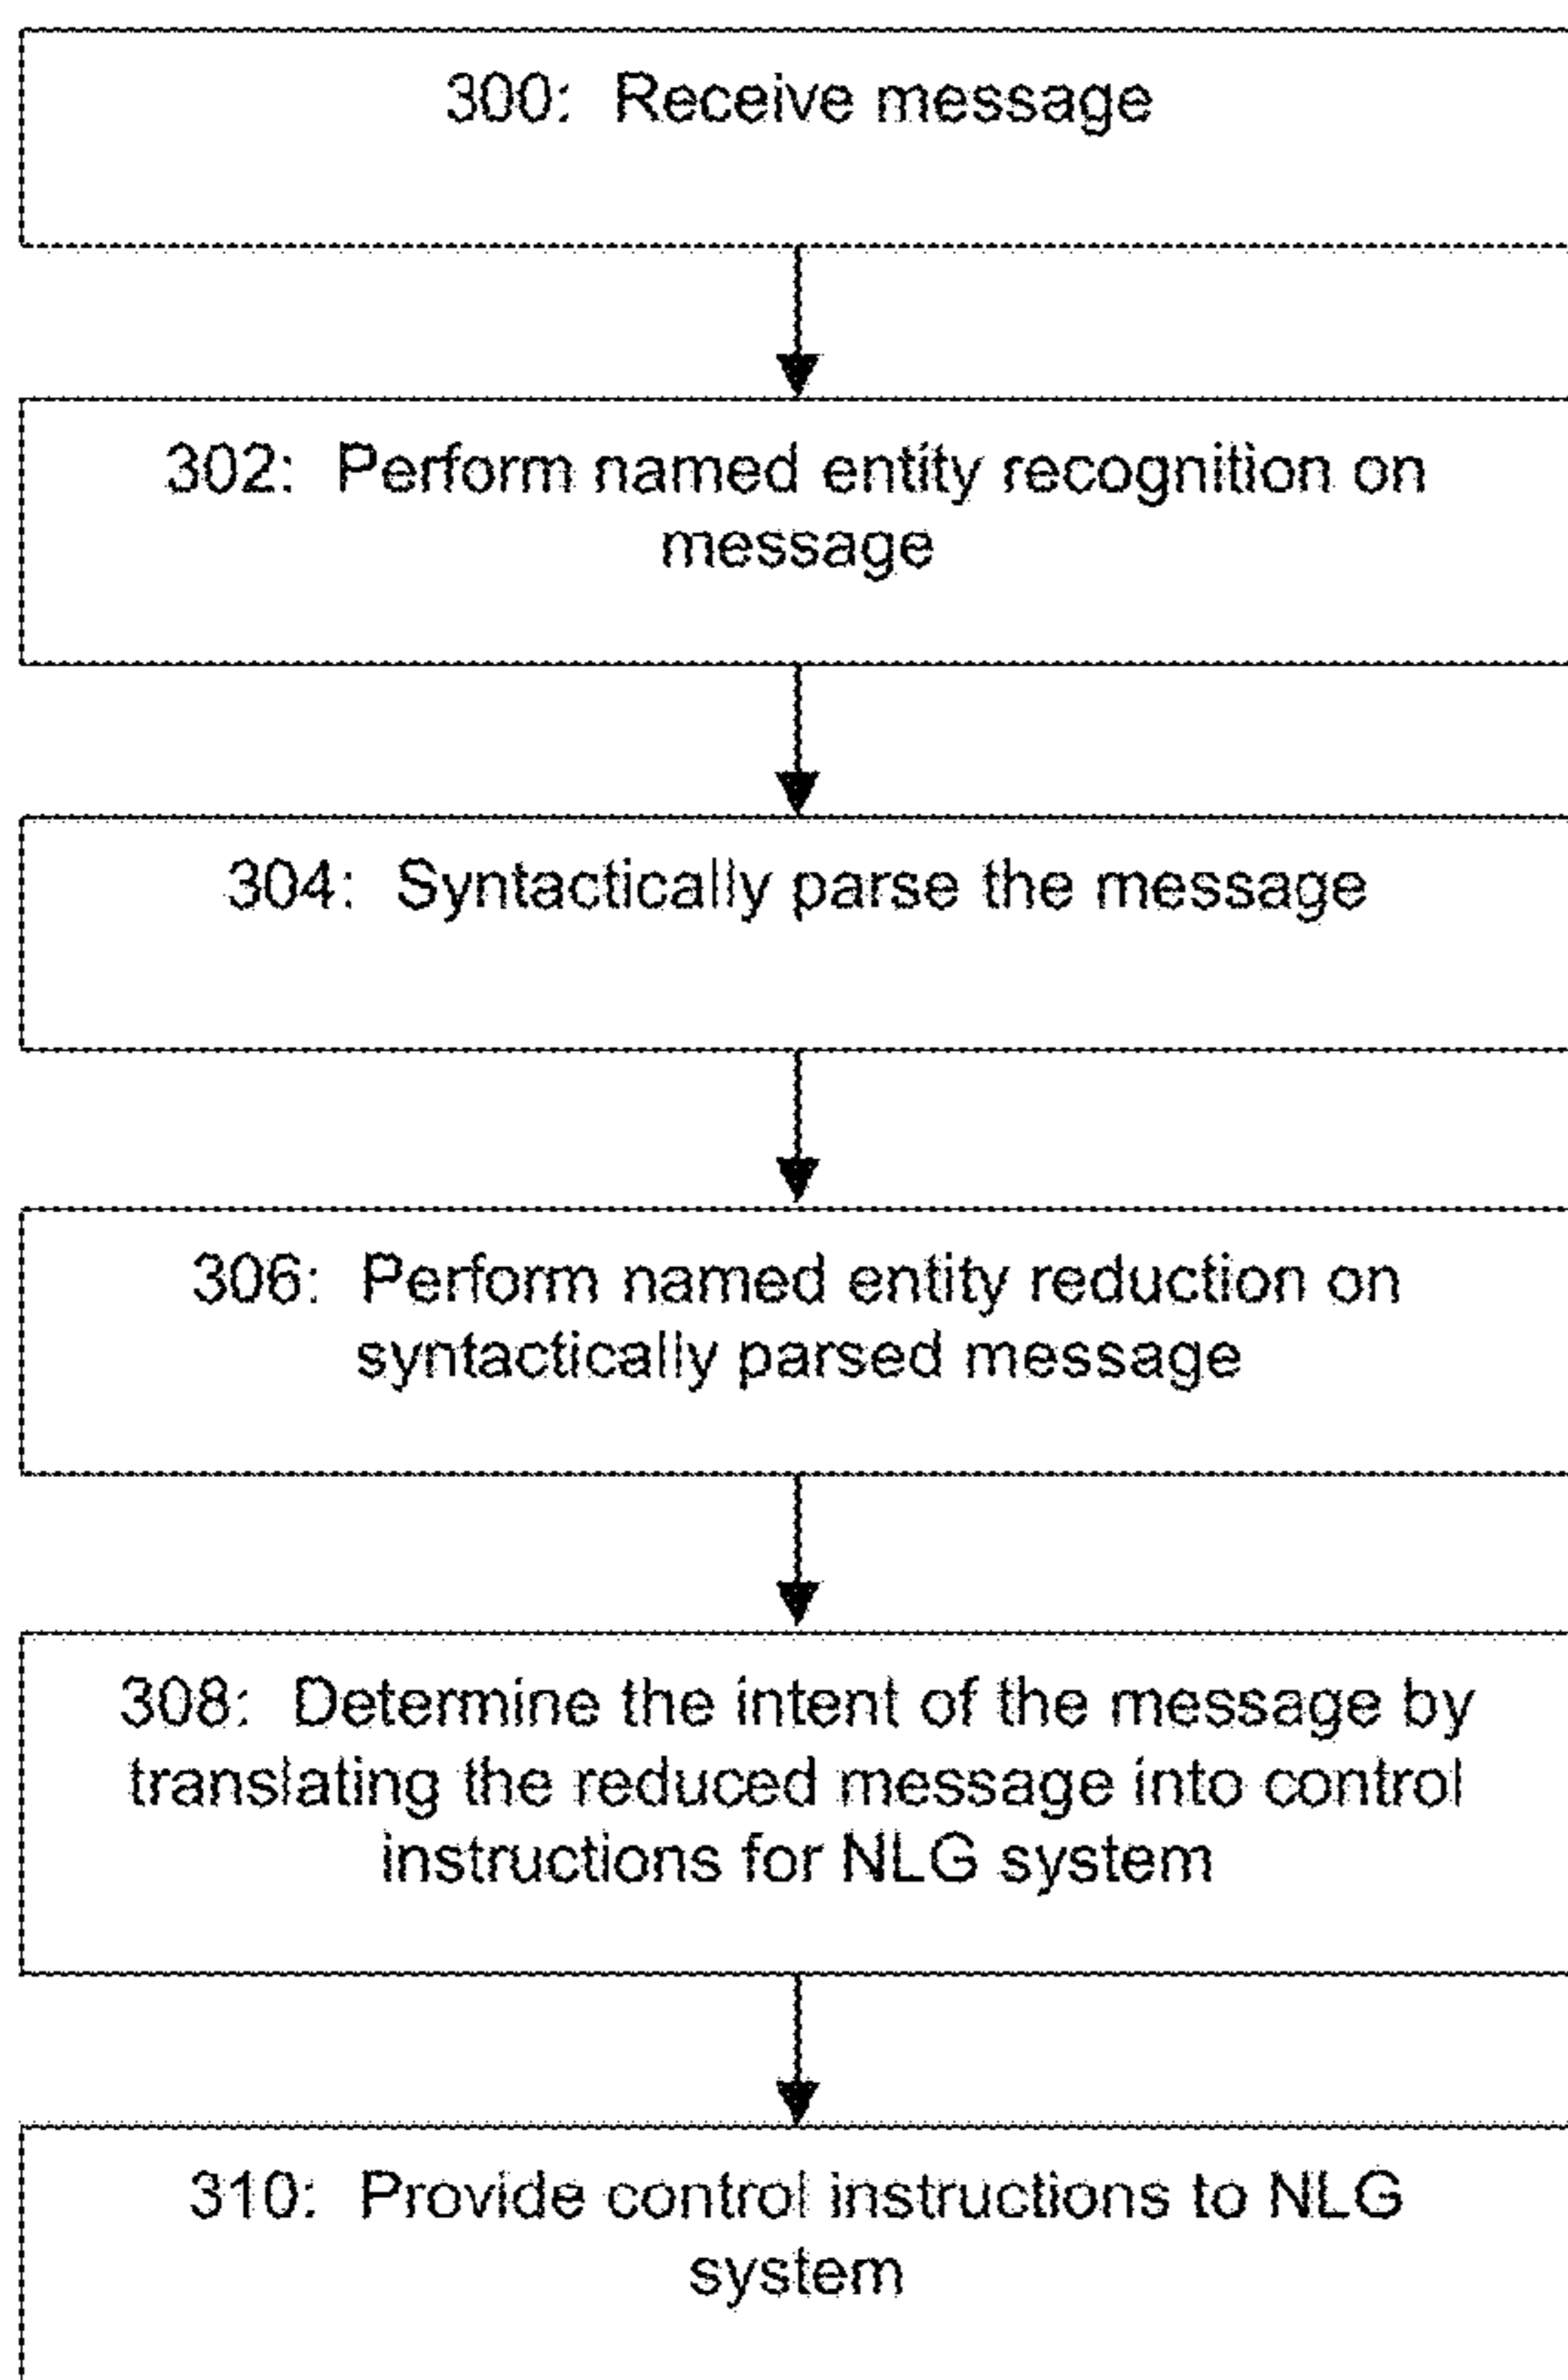 300: Receive message
302: Perform named entity recognition on
message
304: Syntactically parse the message
306: Perform named entity reduction on
syntactically parsed message
308: Determine the intent of the message by
translating the reduced message into control
instructions for NLG system
310: Provide control instructions to NLG
system